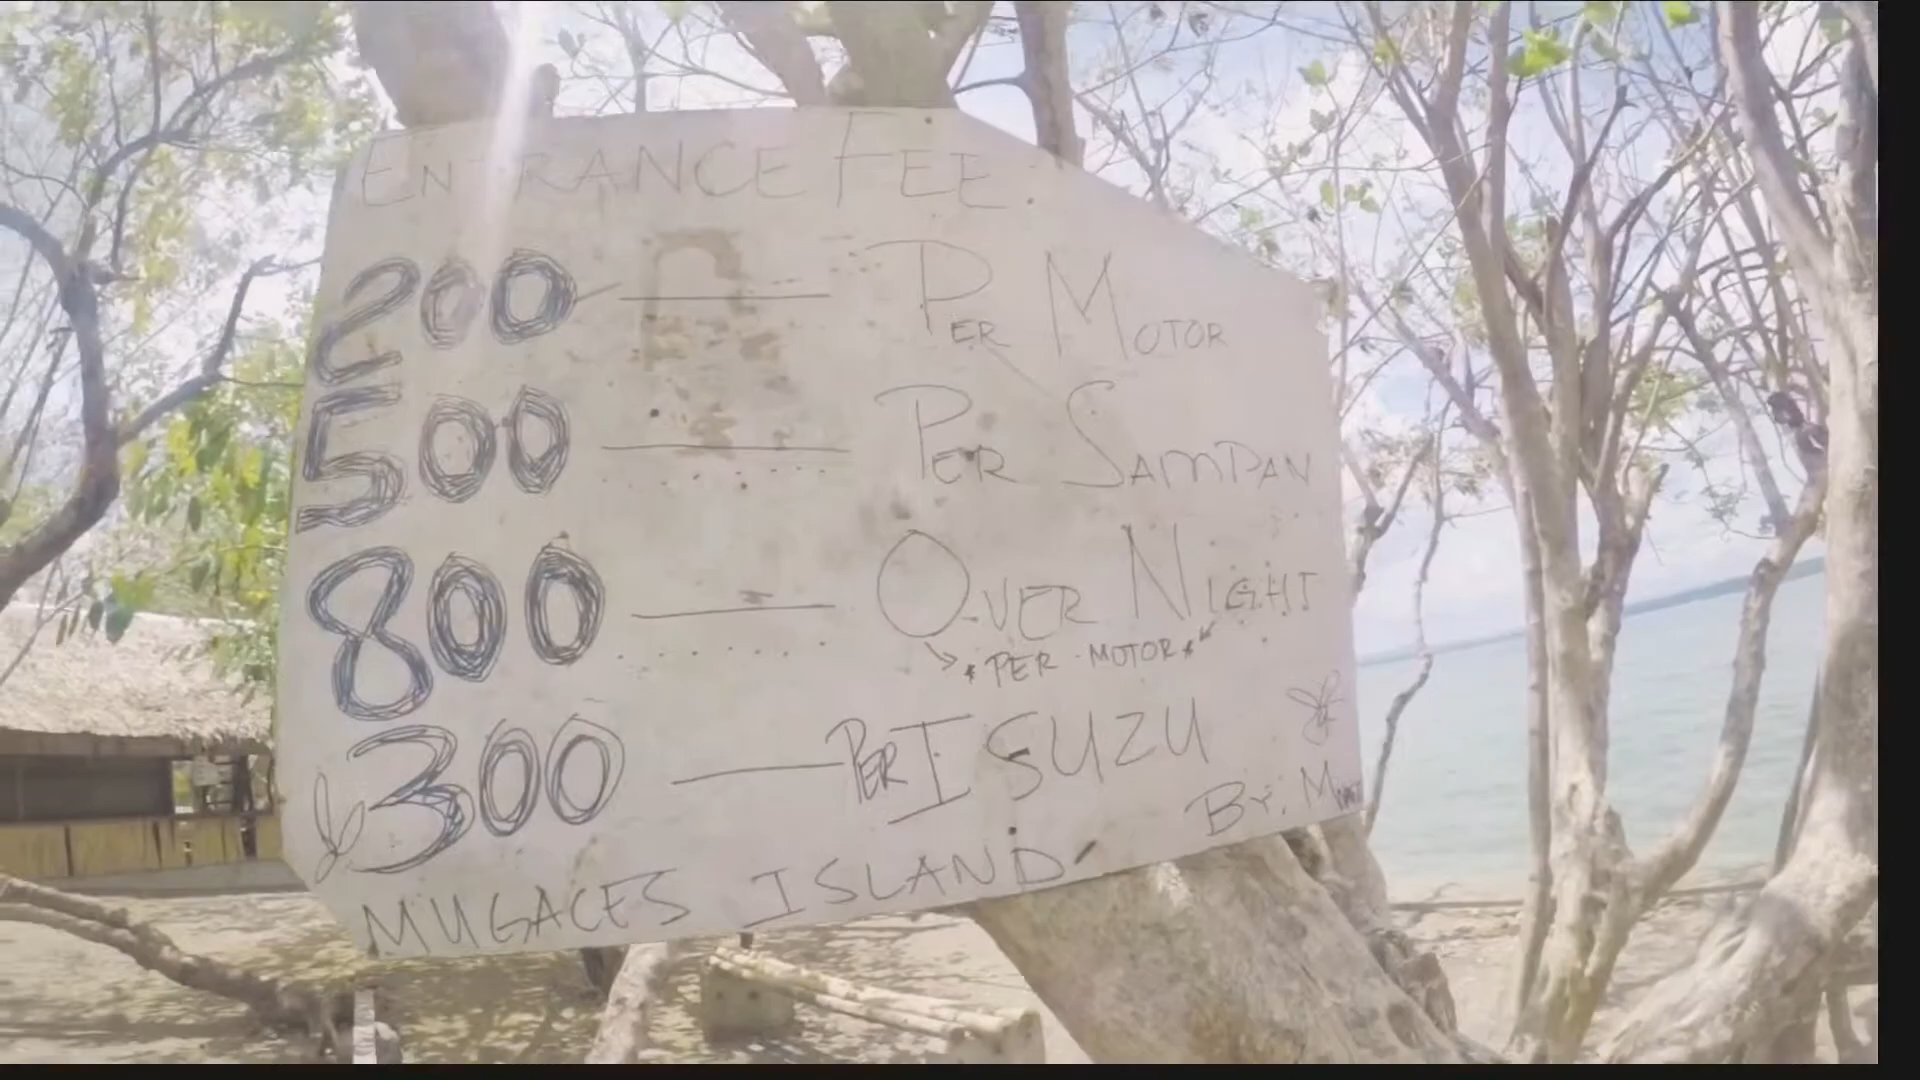 ENTRANCE FEE:
200 — PER MOTOR
500 — PER SAMPAN
800 — OVER NIGHT
* PER MOTOR *
300 — PER ISUZU
By: M
MUGACES ISLAND